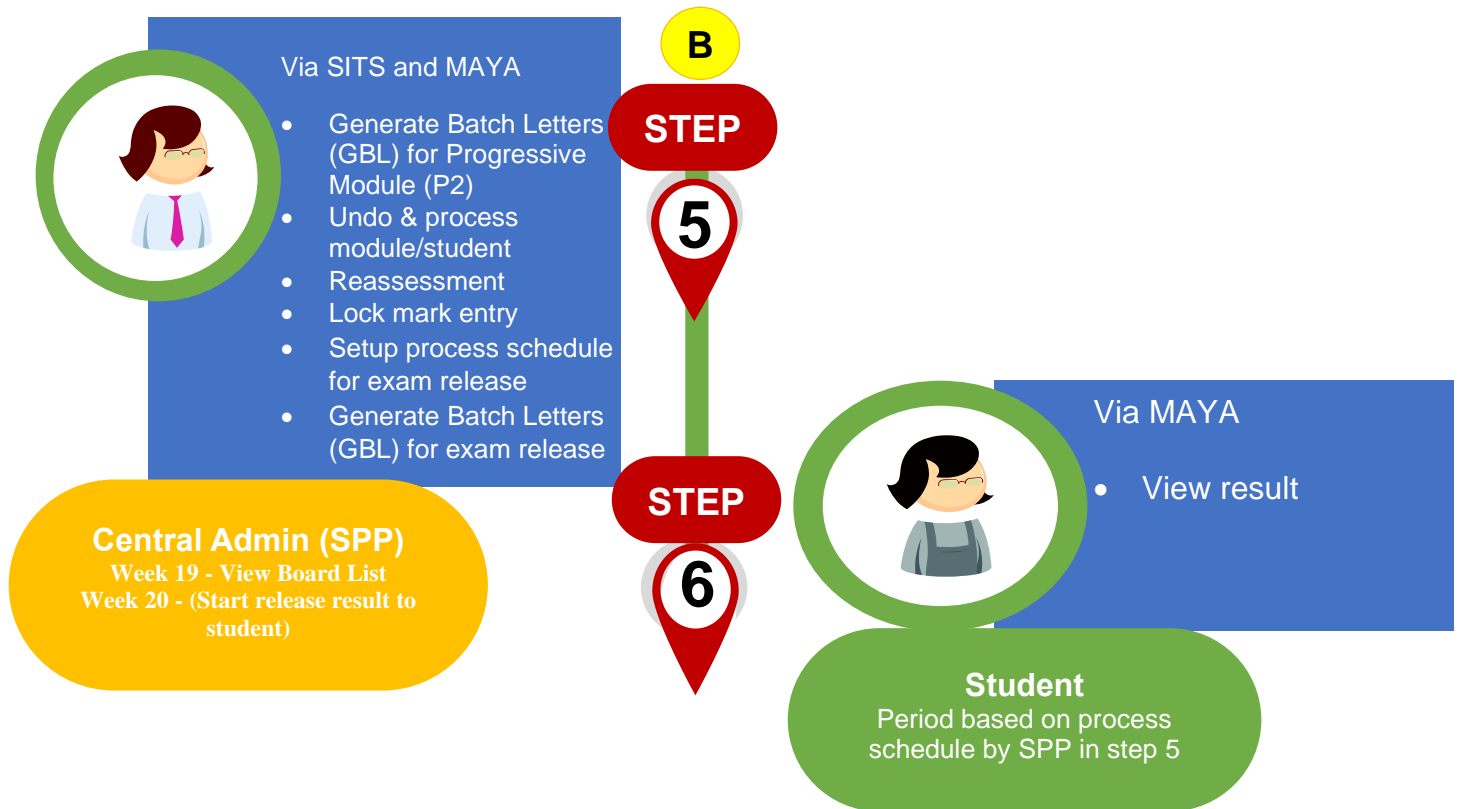 B
STEP
5
Via SITS and MAYA
• Generate Batch Letters
(GBL) for Progressive
Module (P2)
• Undo & process
module/student
• Reassessment
• Lock mark entry
• Setup process schedule
for exam release
• Generate Batch Letters
(GBL) for exam release
Central Admin (SPP)
Week 19 - View Board List
Week 20 - (Start release result to
student)
STEP
6
Via MAYA
• View result
Student
Period based on process
schedule by SPP in step 5